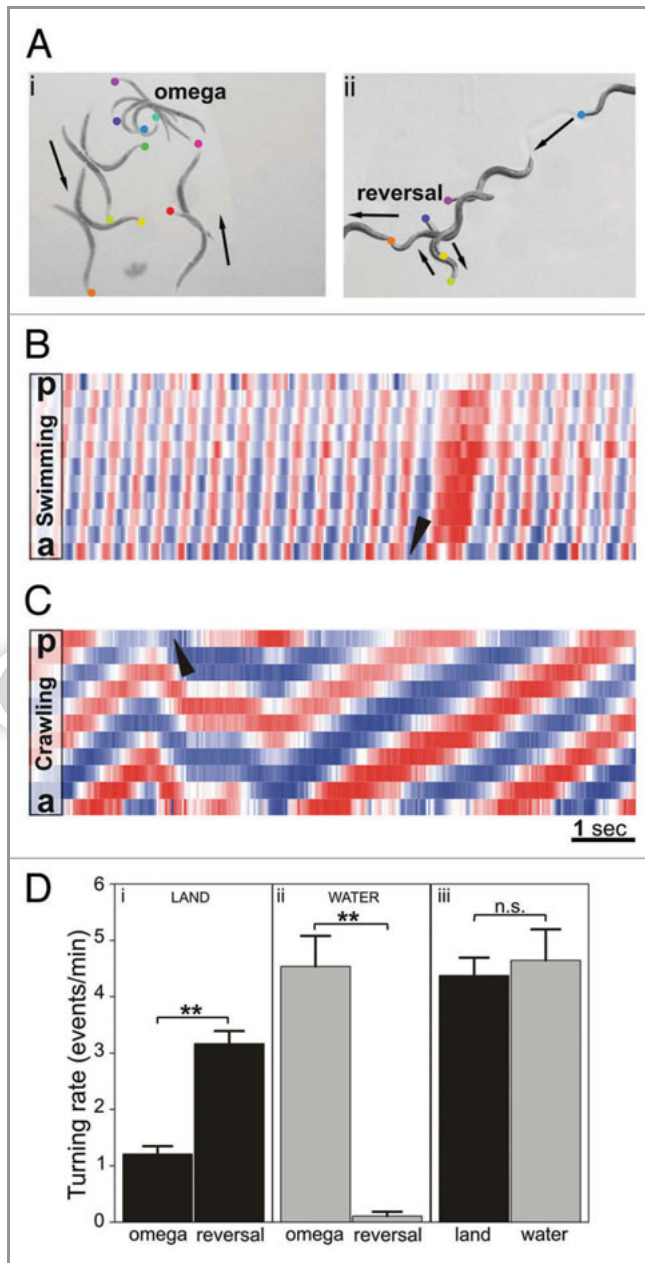 A
i
omega
ii
reversal
B
p
Swimming
a
C
p
Crawling
a
1 sec
D
i LAND
ii WATER
iii
Turning rate (events/min)
6
5
4
3
2
1
0
**
**
n.s.
omega reversal
omega reversal
land water